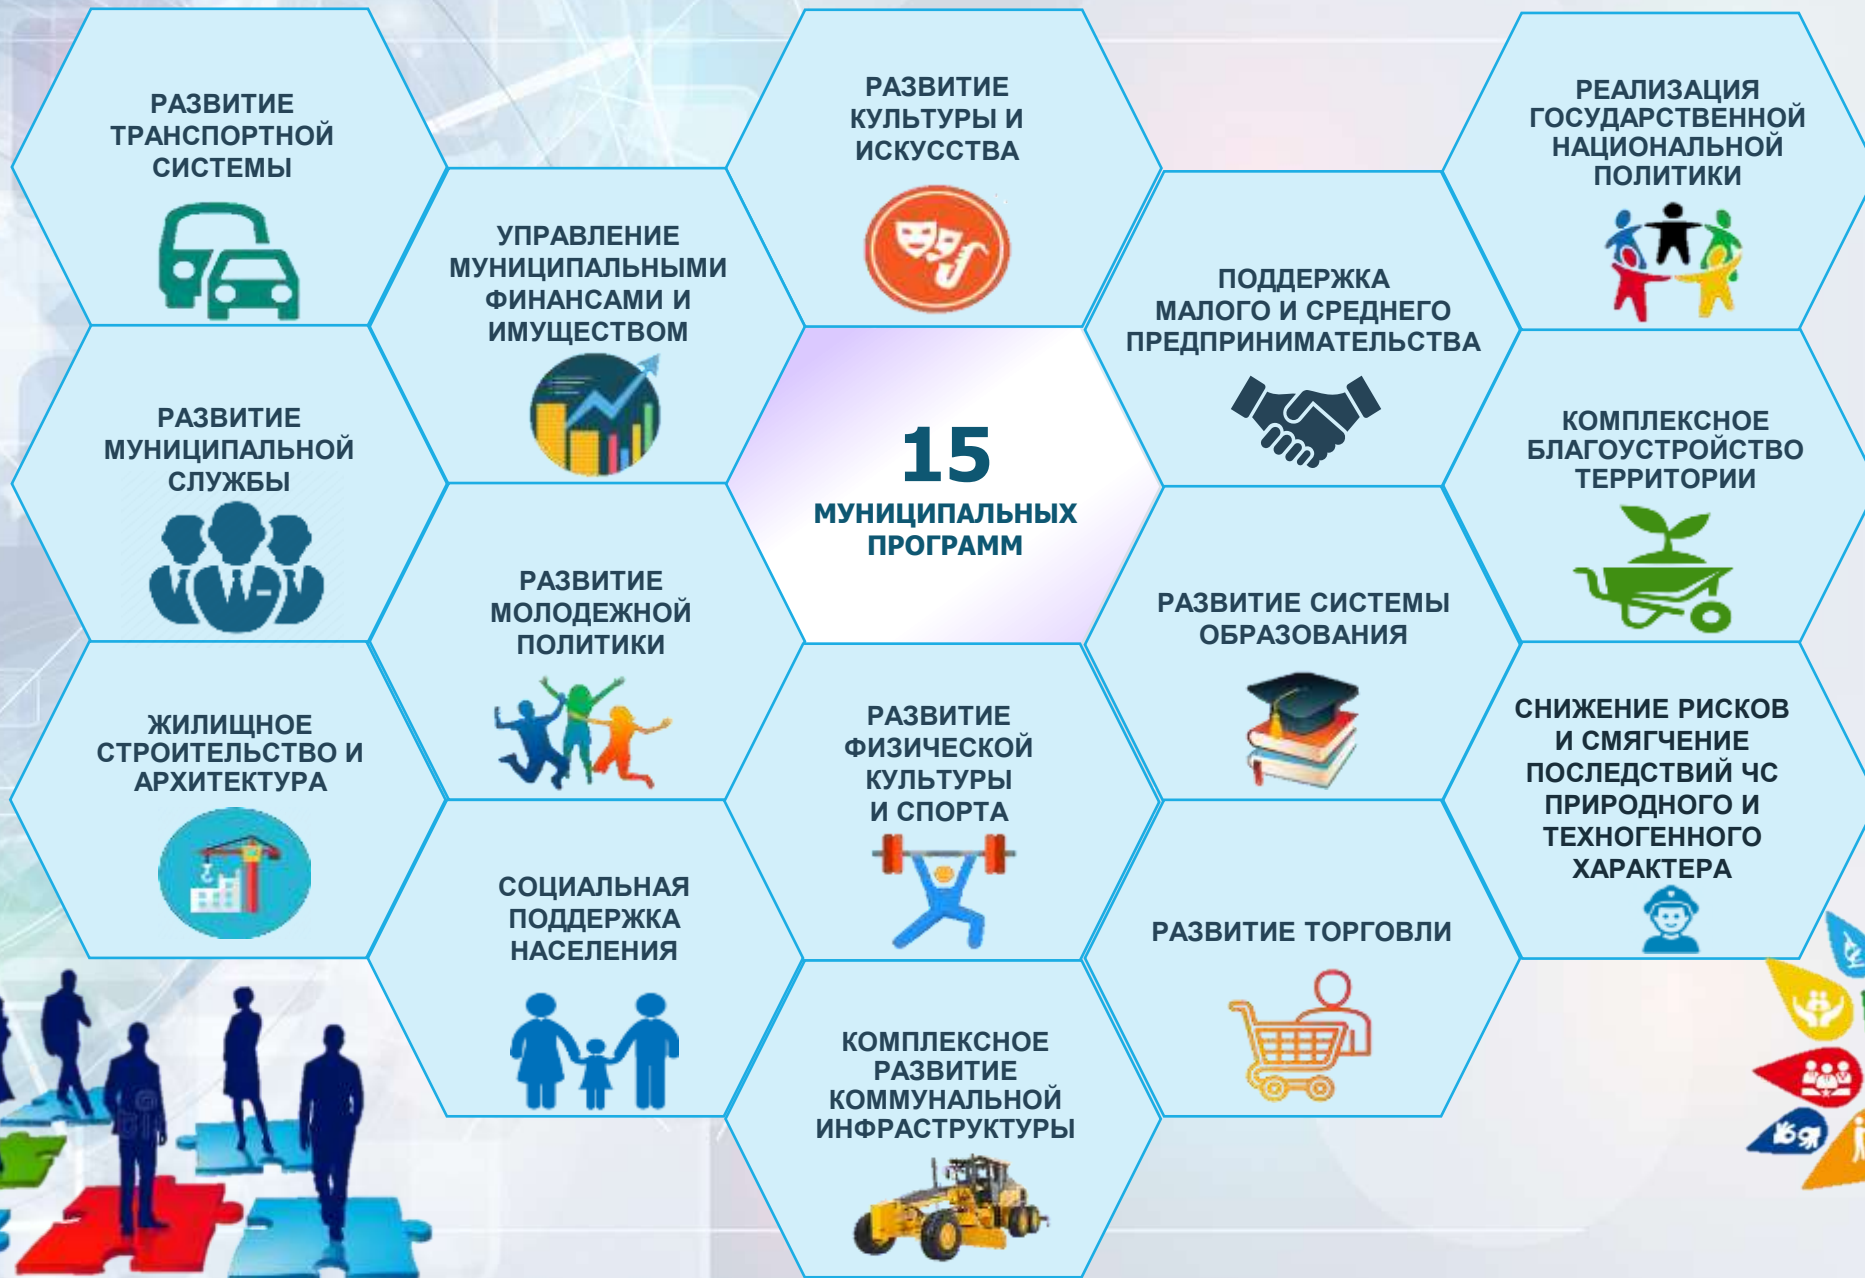 РАЗВИТИЕ
ТРАНСПОРТНОЙ
СИСТЕМЫ
РАЗВИТИЕ
МУНИЦИПАЛЬНОЙ
СЛУЖБЫ
ЖИЛИЩНОЕ
СТРОИТЕЛЬСТВО И
АРХИТЕКТУРА
УПРАВЛЕНИЕ
МУНИЦИПАЛЬНЫМИ
ФИНАНСАМИ И
ИМУЩЕСТВОМ
РАЗВИТИЕ
МОЛОДЕЖНОЙ
ПОЛИТИКИ
СОЦИАЛЬНАЯ
ПОДДЕРЖКА
НАСЕЛЕНИЯ
РАЗВИТИЕ
КУЛЬТУРЫ И
ИСКУССТВА
15
МУНИЦИПАЛЬНЫХ
ПРОГРАММ
РАЗВИТИЕ
ФИЗИЧЕСКОЙ
КУЛЬТУРЫ
И СПОРТА
КОМПЛЕКСНОЕ
РАЗВИТИЕ
КОММУНАЛЬНОЙ
ИНФРАСТРУКТУРЫ
ПОДДЕРЖКА
МАЛОГО И СРЕДНЕГО
ПРЕДПРИНИМАТЕЛЬСТВА
РАЗВИТИЕ СИСТЕМЫ
ОБРАЗОВАНИЯ
РАЗВИТИЕ ТОРГОВЛИ
РЕАЛИЗАЦИЯ
ГОСУДАРСТВЕННОЙ
НАЦИОНАЛЬНОЙ
ПОЛИТИКИ
КОМПЛЕКСНОЕ
БЛАГОУСТРОЙСТВО
ТЕРРИТОРИИ
СНИЖЕНИЕ РИСКОВ
И СМЯГЧЕНИЕ
ПОСЛЕДСТВИЙ ЧС
ПРИРОДНОГО И
ТЕХНОГЕННОГО
ХАРАКТЕРА